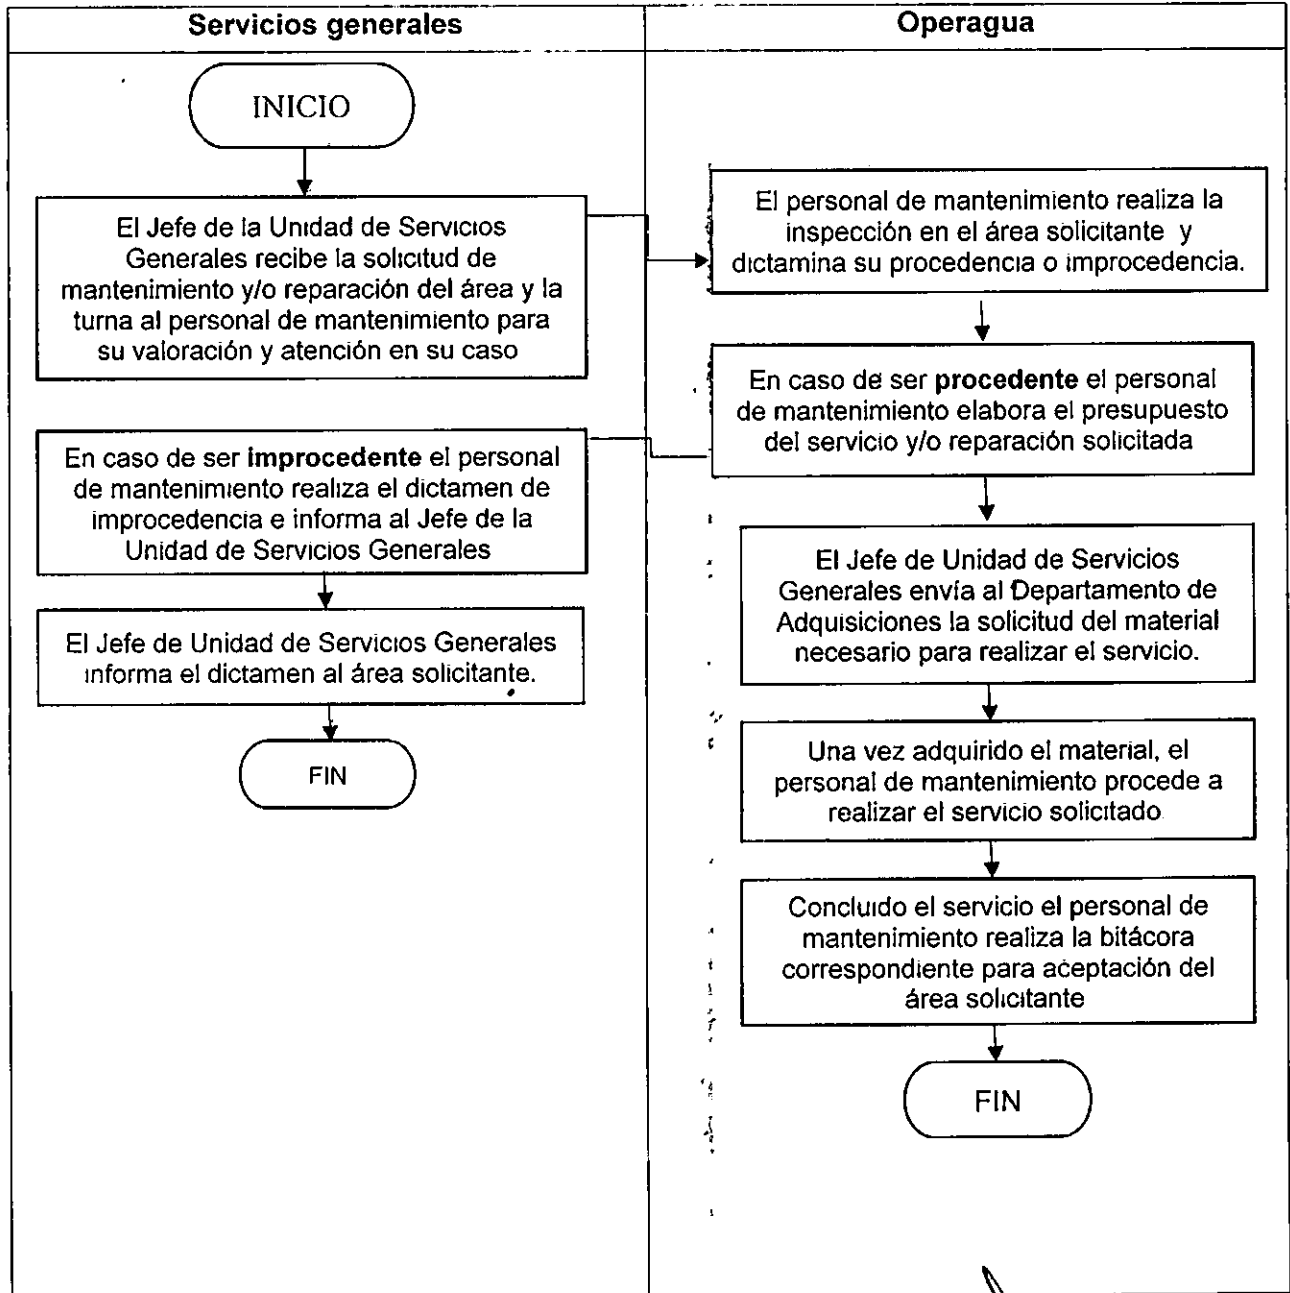 Servicios generales
Operagua
INICIO
El Jefe de la Unidad de Servicios
Generales recibe la solicitud de
mantenimiento y/o reparación del área y la
turna al personal de mantenimiento para
su valoración y atención en su caso
El personal de mantenimiento realiza la
inspección en el área solicitante y
dictamina su procedencia o improcedencia.
En caso de ser procedente el personal
de mantenimiento elabora el presupuesto
del servicio y/o reparación solicitada
En caso de ser improcedente el personal
de mantenimiento realiza el dictamen de
improcedencia e informa al Jefe de la
Unidad de Servicios Generales
El Jefe de Unidad de Servicios Generales
informa el dictamen al área solicitante.
FIN
El Jefe de Unidad de Servicios
Generales envía al Departamento de
Adquisiciones la solicitud del material
necesario para realizar el servicio.
Una vez adquirido el material, el
personal de mantenimiento procede a
realizar el servicio solicitado
Concluido el servicio el personal de
mantenimiento realiza la bitácora
correspondiente para aceptación del
área solicitante
FIN